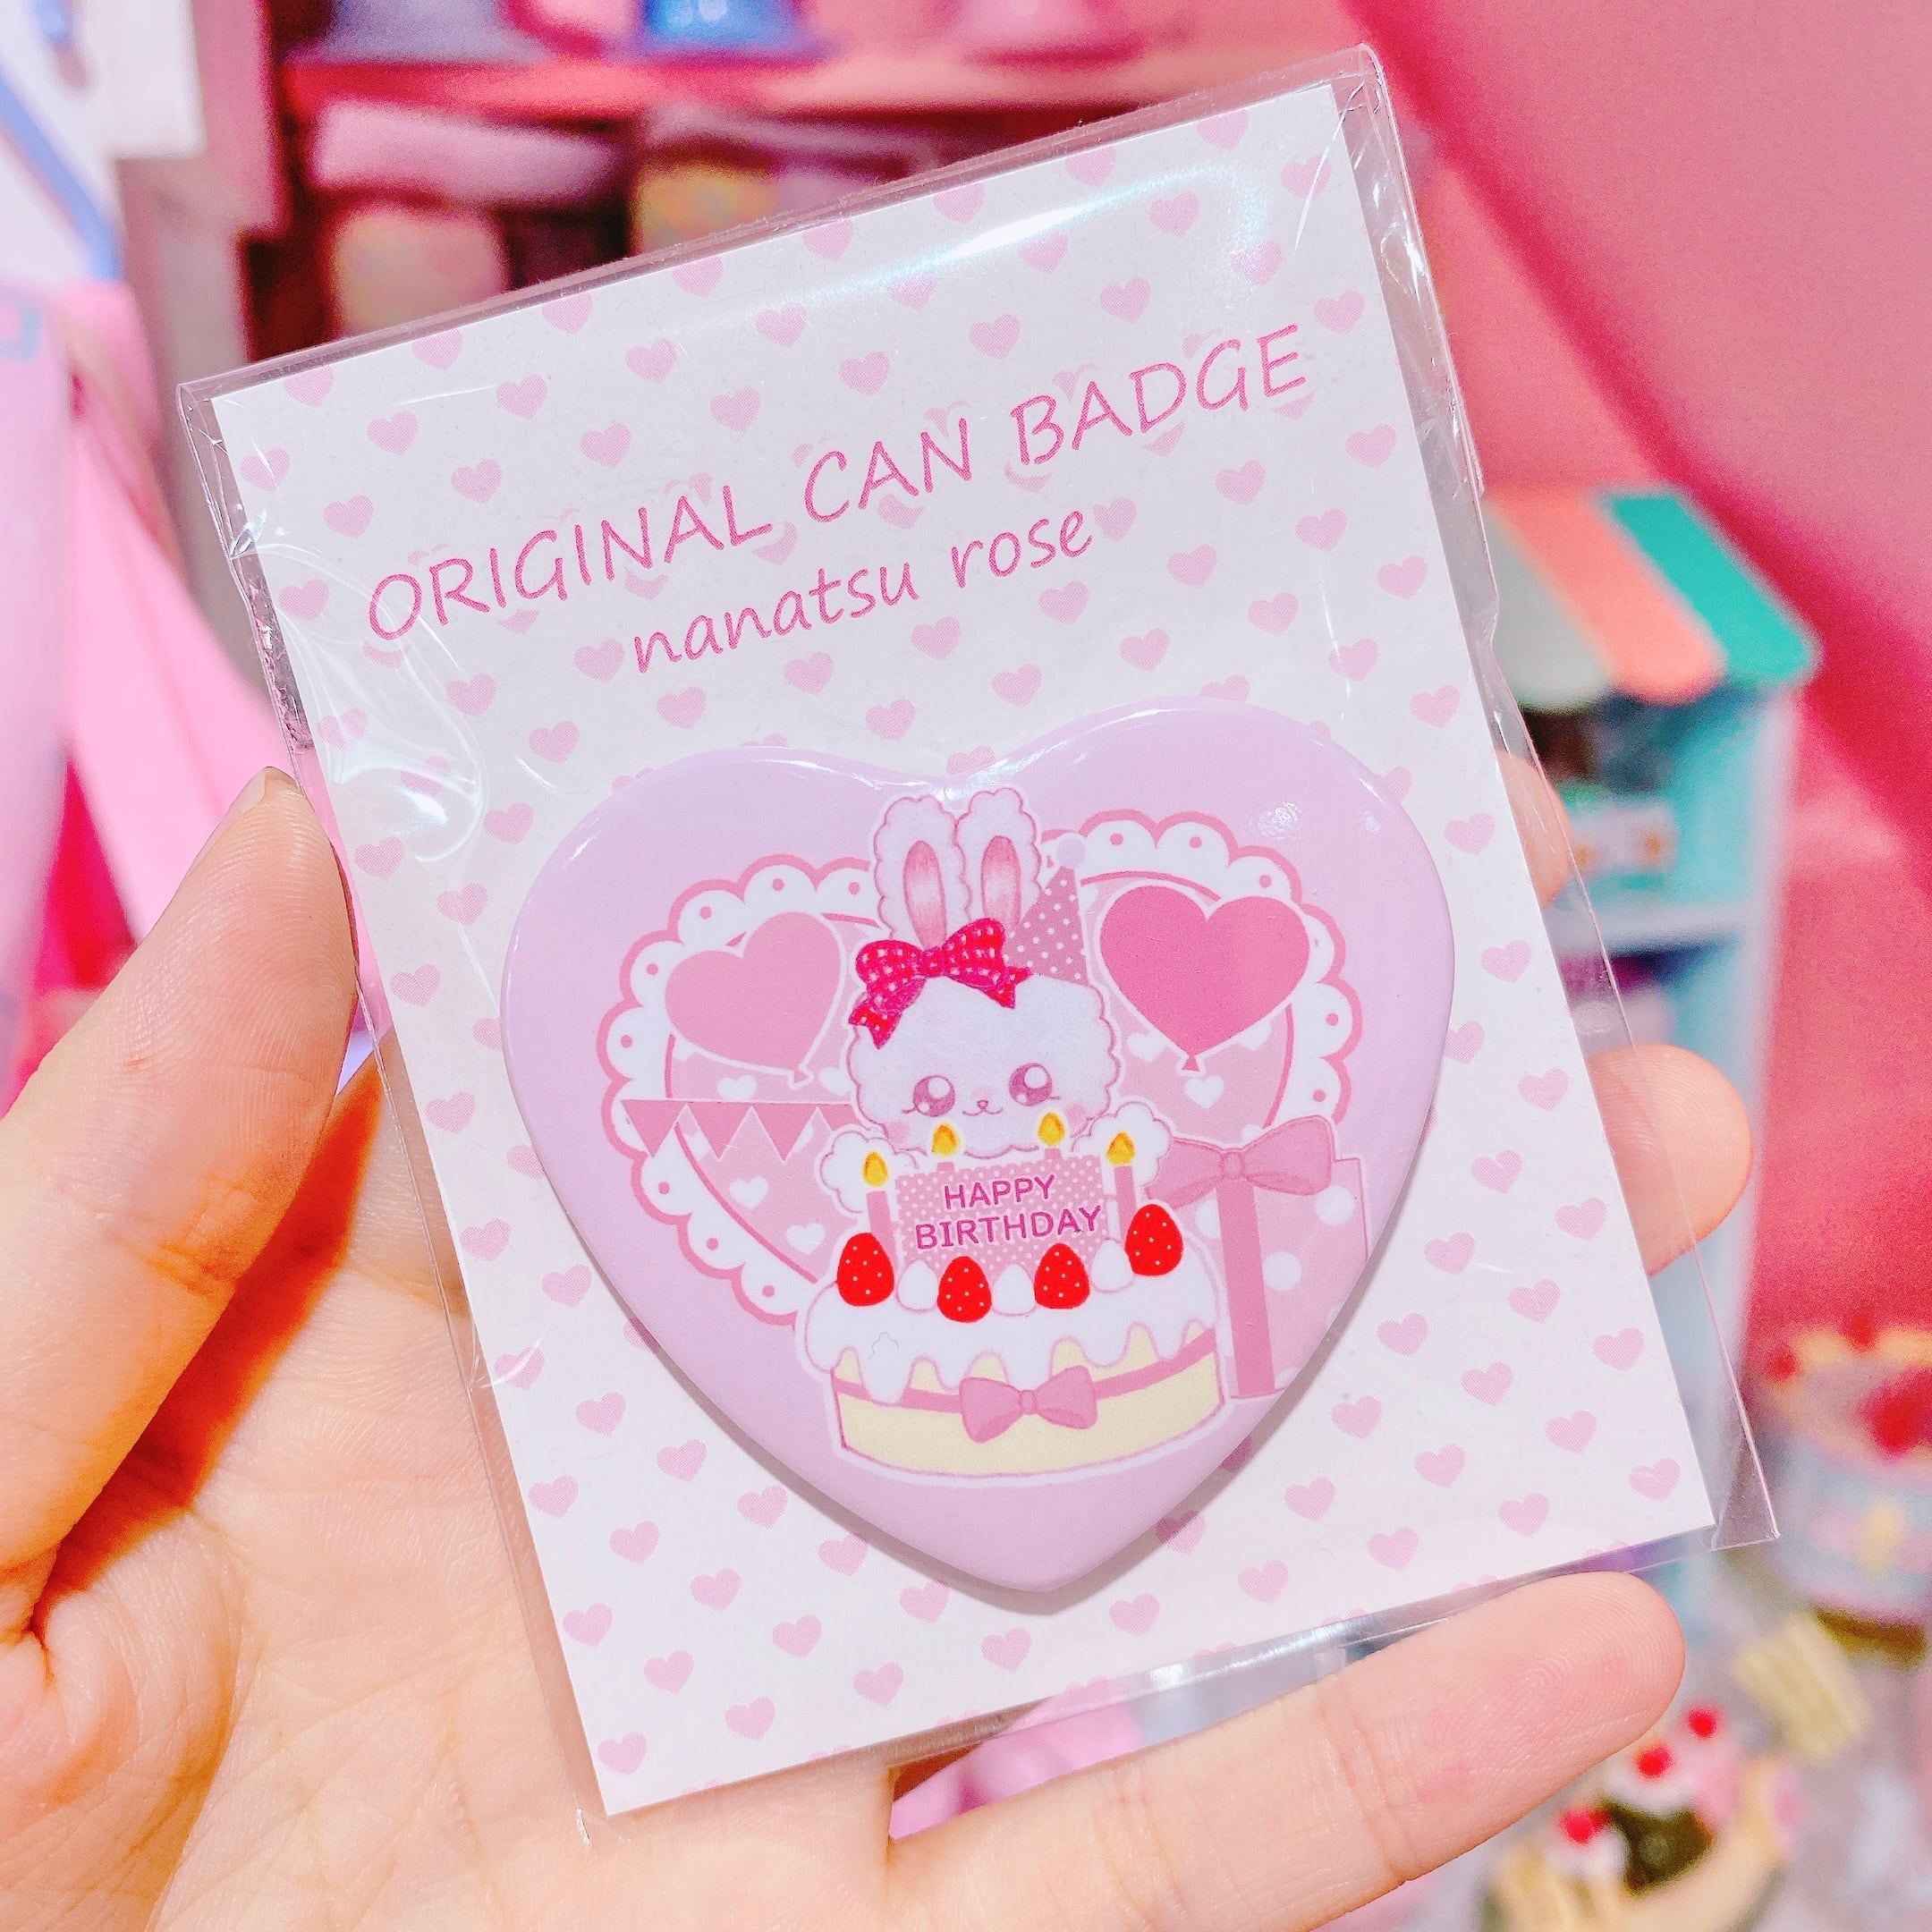 ORIGINAL CAN BADGE
nanatsu rose
HAPPY
BIRTHDAY